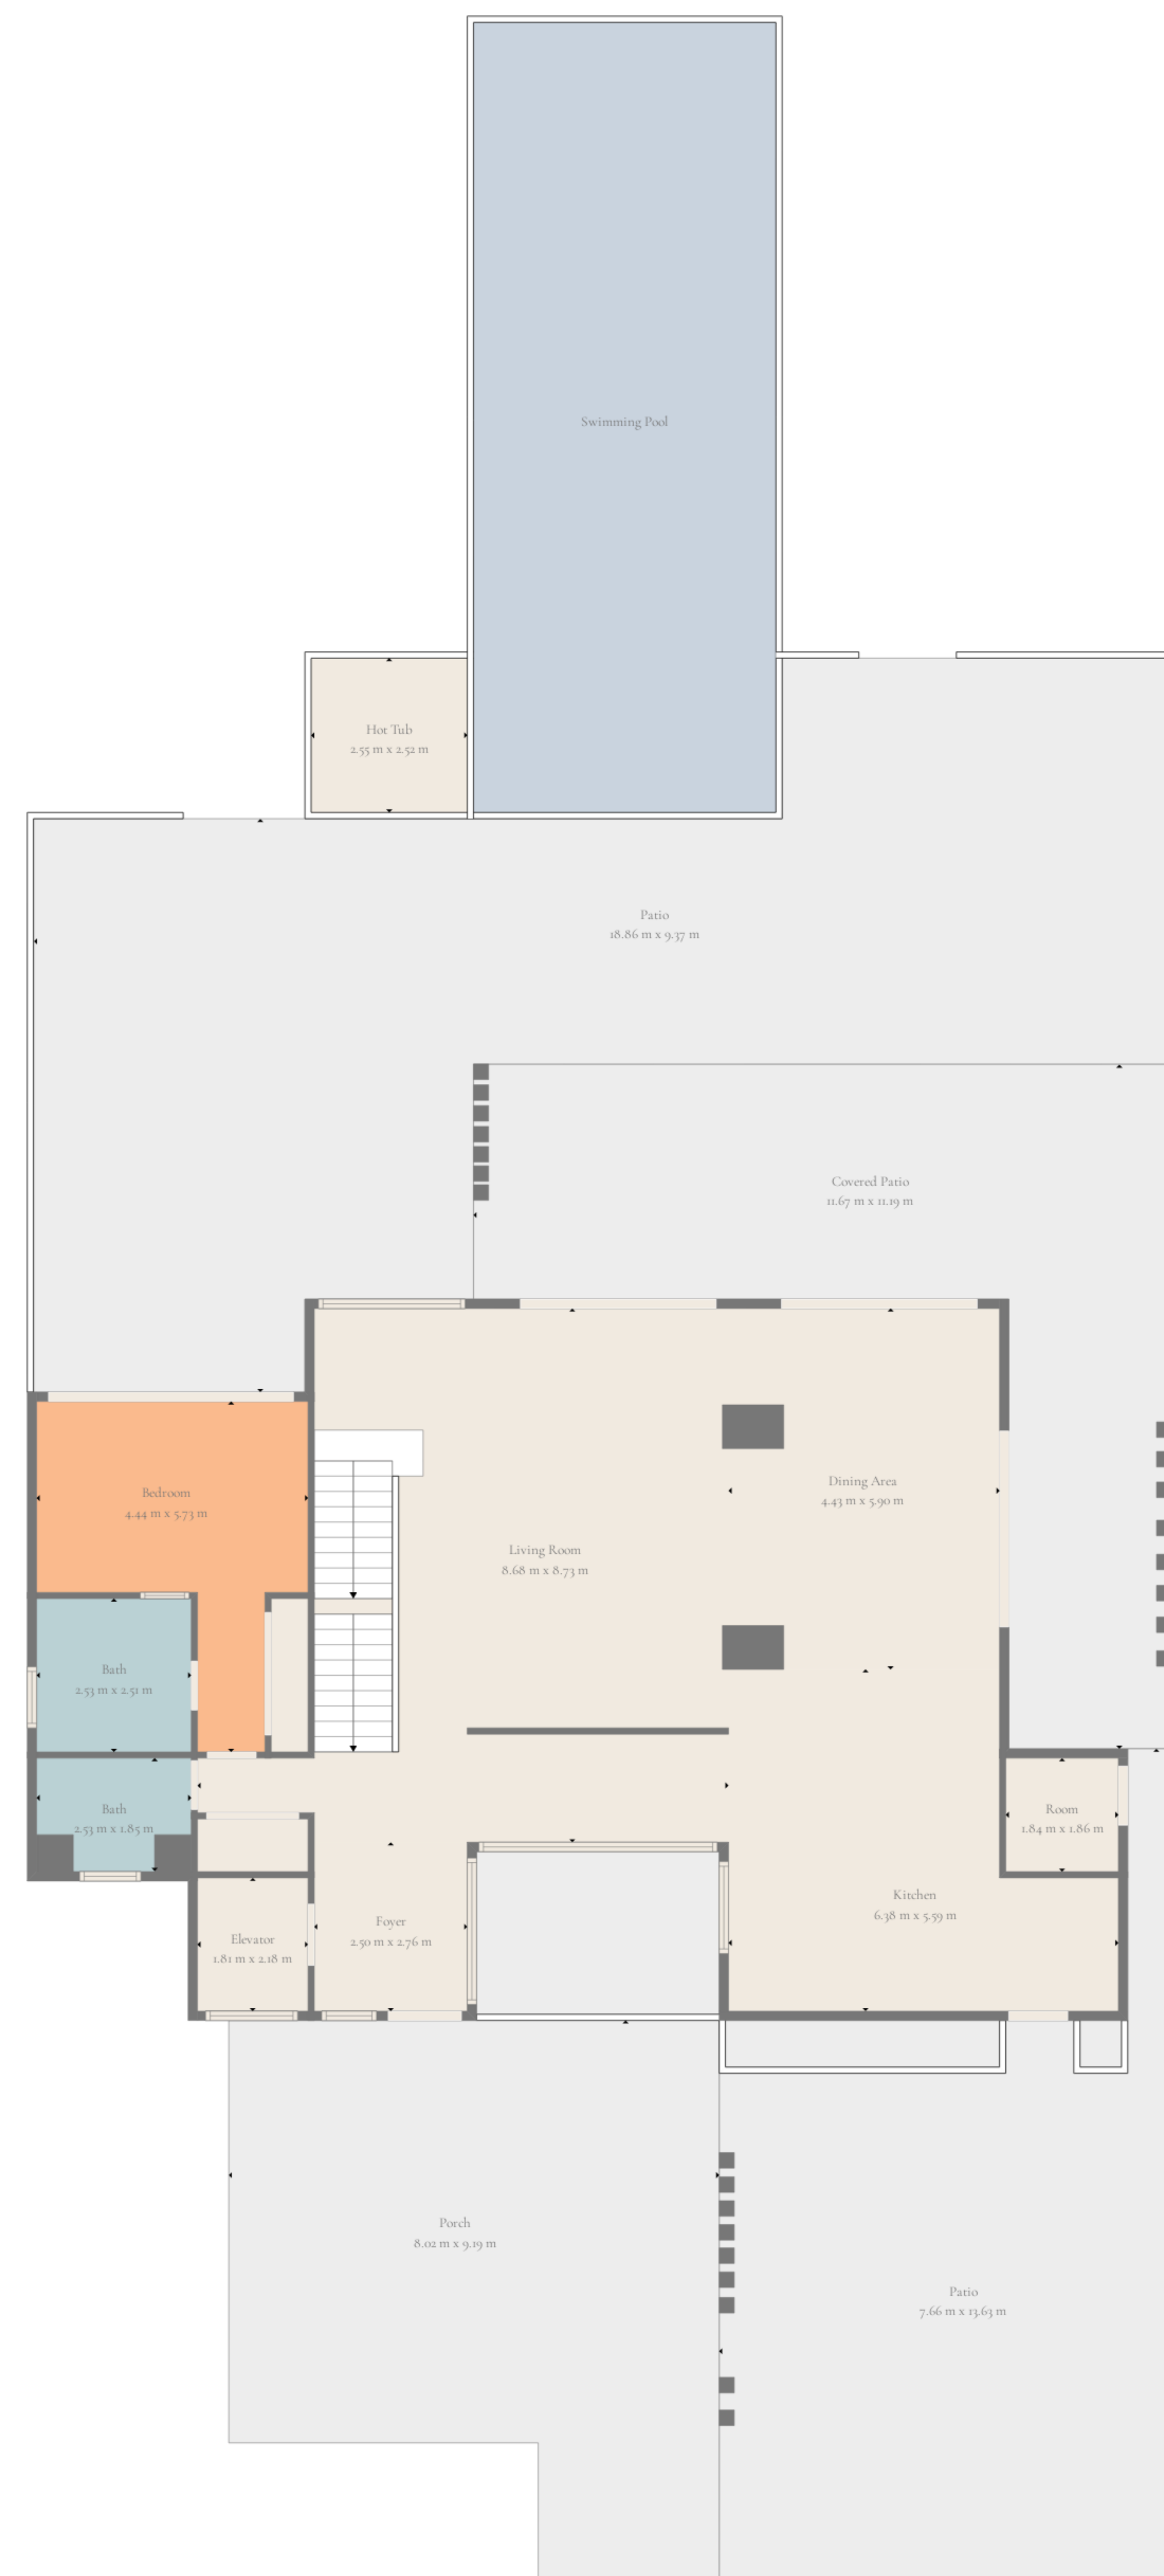 Swimming Pool
Hot Tub
2.55 m x 2.52 m
Patio
18.86 m x 9.37 m
Covered Patio
11.67 m x 11.19 m
Dining Area
4.43 m x 5.90 m
Bedroom
4.44 m x 5.73 m
Living Room
8.68 m x 8.73 m
Bath
2.53 m x 2.51 m
Bath
2.53 m x 1.85 m
Room
1.84 m x 1.86 m
Kitchen
6.38 m x 5.59 m
Foyer
2.50 m x 2.76 m
Elevator
1.81 m x 2.18 m
Porch
8.02 m x 9.19 m
Patio
7.66 m x 13.63 m